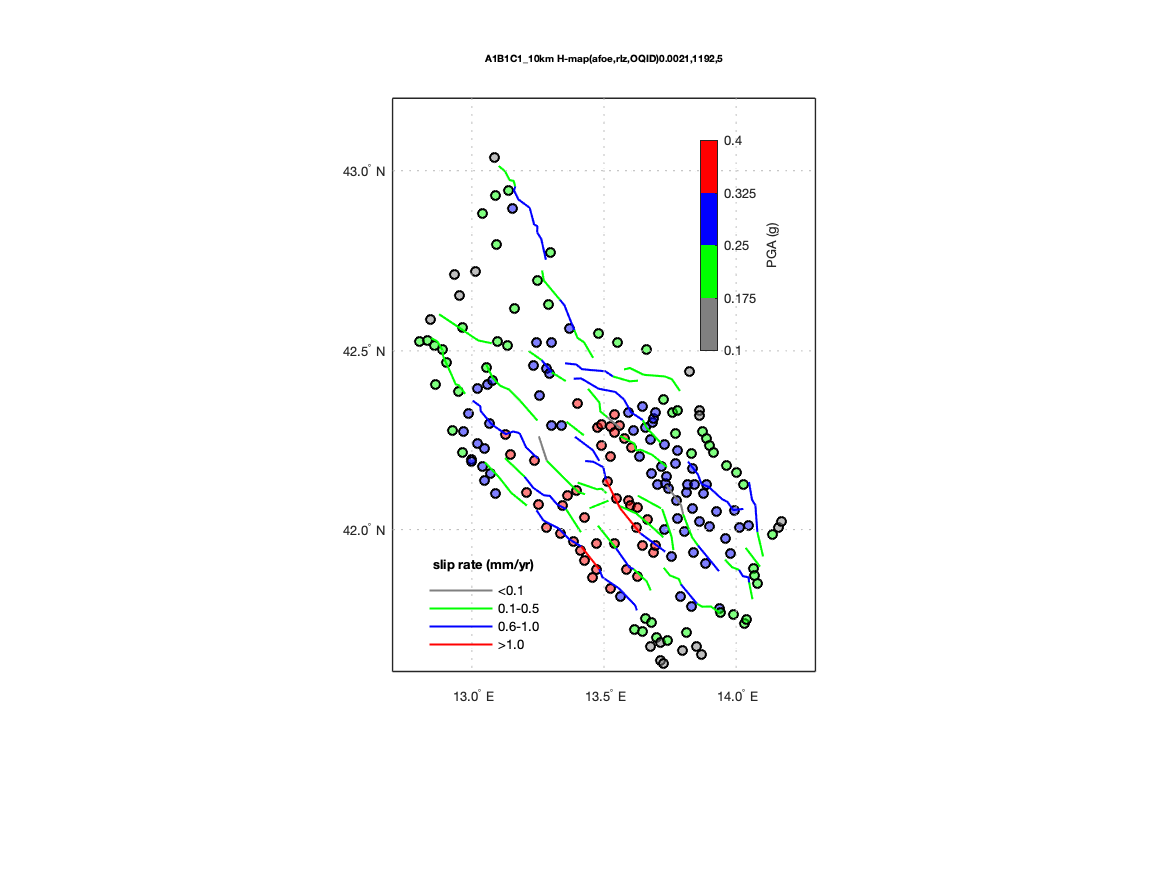 A1B1C1_10km H-map(afoe,rlz,OQID)0.0021,1192,5
0.4
43.0° N
0.325
0.25
PGA (g)
0.175
42.5° N
0.1
42.0° N
slip rate (mm/yr)
<0.1
0.1-0.5
0.6-1.0
>1.0
13.0° E
13.5° E
14.0° E